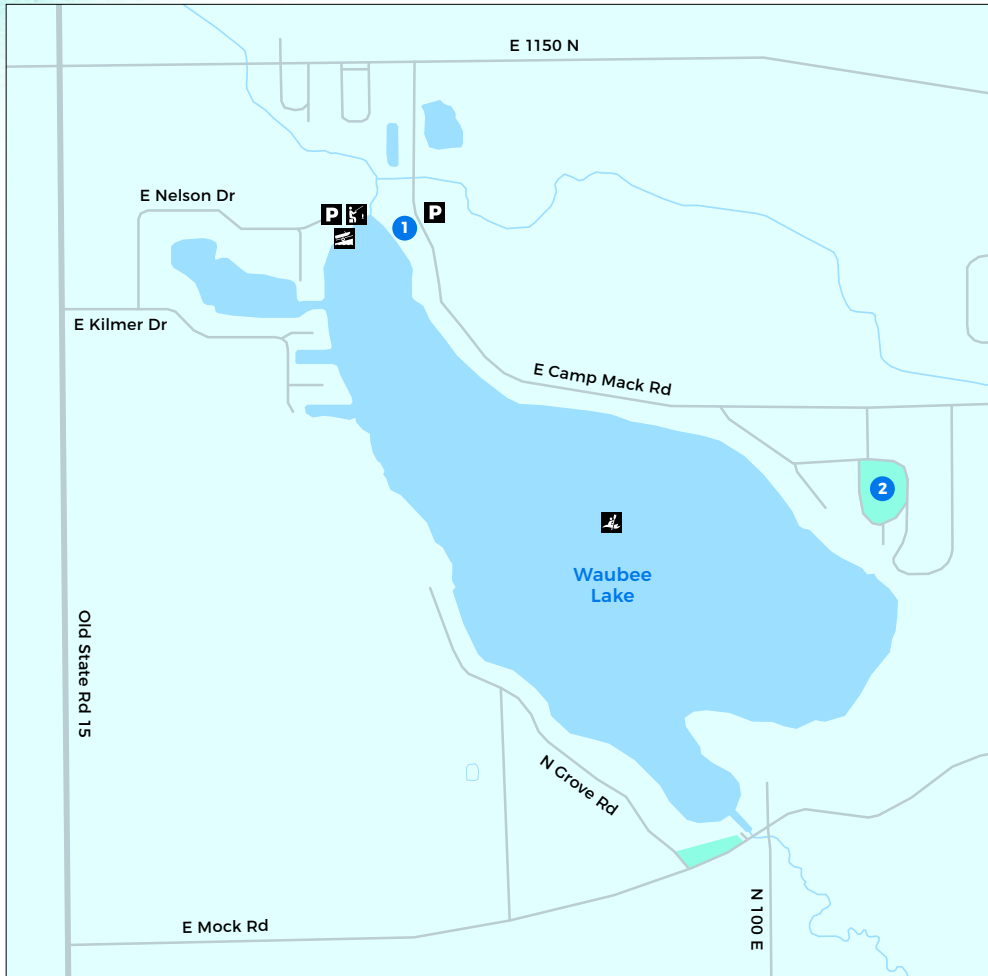 E 1150 N
E Nelson Dr
P
P
1
E Kilmer Dr
E Camp Mack Rd
2
Waubee
Lake
Old State Rd 15
N Grove Rd
E Mock Rd
N 100 E